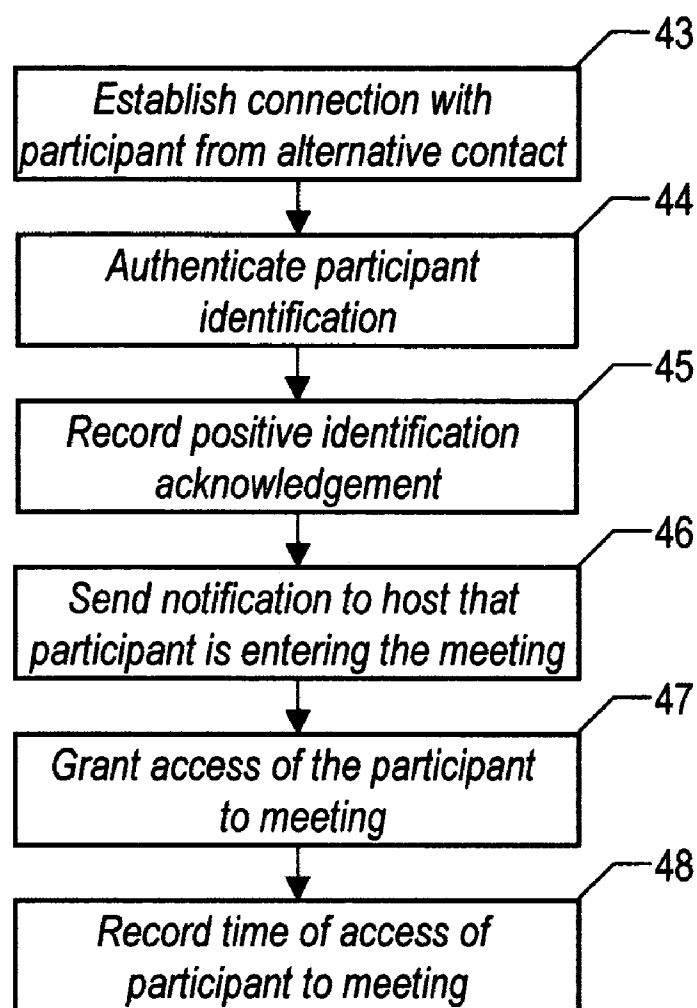 43
Establish connection with
participant from alternative contact
44
Authenticate participant
identification
45
Record positive identification
acknowledgement
46
Send notification to host that
participant is entering the meeting
47
Grant access of the participant
to meeting
48
Record time of access of
participant to meeting